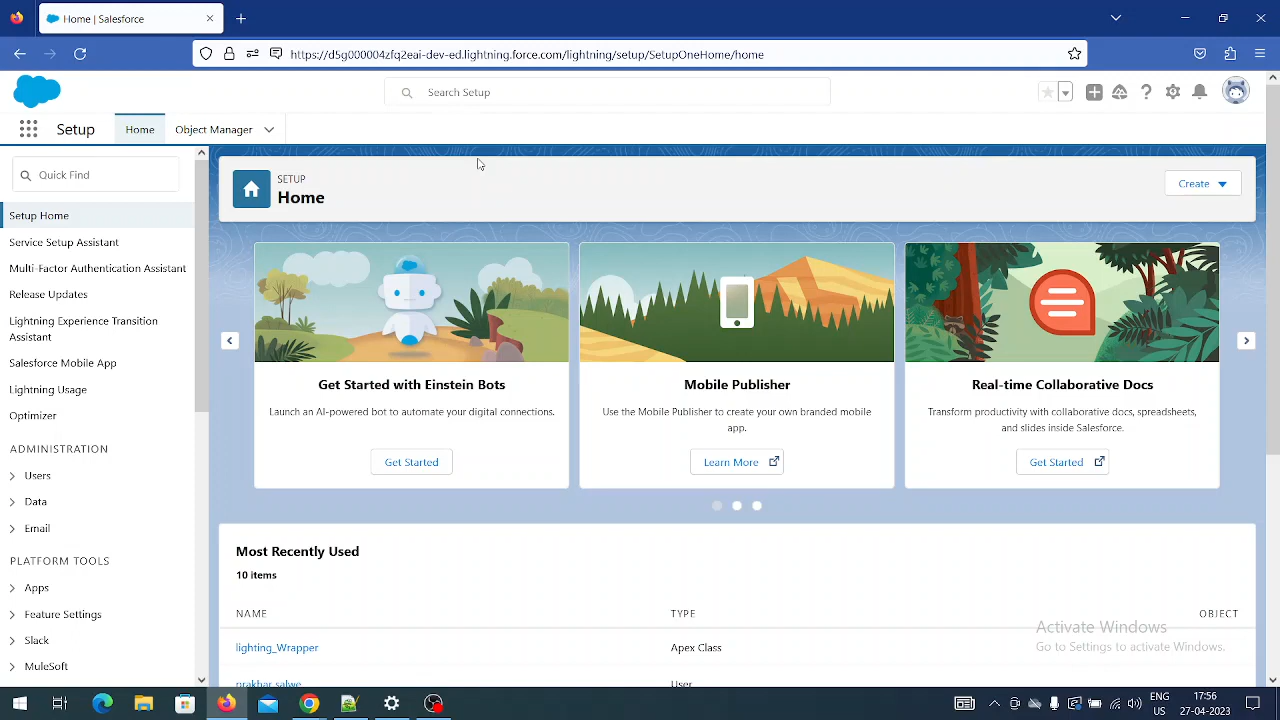 Home | Salesforce
https://d5g000004zfq2eai-dev-ed.lightning.force.com/lightning/setup/SetupOneHome/home
Search Setup
Setup
Home
Object Manager
Quick Find
Setup Home
Service Setup Assistant
Multi-Factor Authentication Assistant
Release Updates
Lightning Experience Transition
Assistant
Salesforce Mobile App
Lightning Usage
Optimizer
ADMINISTRATION
Users
Data
Email
PLATFORM TOOLS
Apps
Feature Settings
Slack
MuleSoft
SETUP
Home
Create
Get Started with Einstein Bots
Launch an AI-powered bot to automate your digital connections.
Get Started
Mobile Publisher
Use the Mobile Publisher to create your own branded mobile
app.
Learn More
Real-time Collaborative Docs
Transform productivity with collaborative docs, spreadsheets,
and slides inside Salesforce.
Get Started
Most Recently Used
10 items
NAME TYPE OBJECT
lighting_Wrapper Apex Class
prakhar salwe User
Activate Windows
Go to Settings to activate Windows.
ENG 17:56
US 27-04-2023